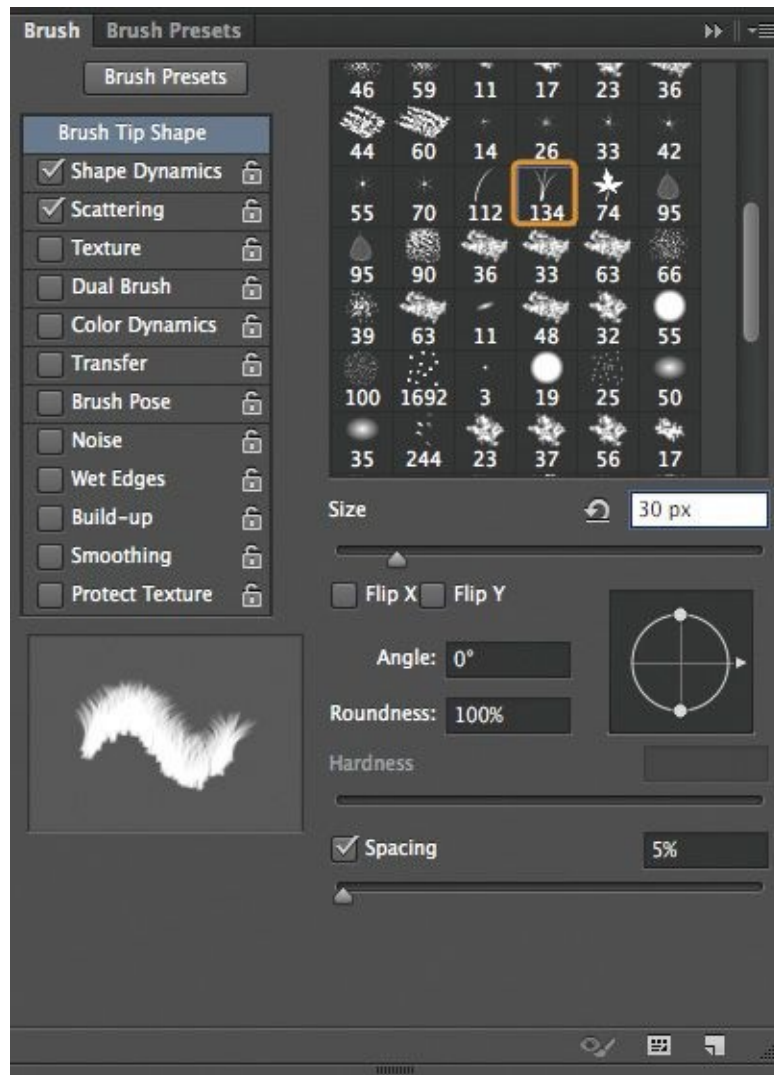 Brush Brush Presets
Brush Presets
Brush Tip Shape
Shape Dynamics
Scattering
Texture
Dual Brush
Color Dynamics
Transfer
Brush Pose
Noise
Wet Edges
Build-up
Smoothing
Protect Texture
46 59 11 17 23 36
44 60 14 26 33 42
55 70 112 134 74 95
95 90 36 33 63 66
39 63 11 48 32 55
100 1692 3 19 25 50
35 244 23 37 56 17
Size 30 px
Flip X Flip Y
Angle: 0°
Roundness: 100%
Hardness
Spacing 5%